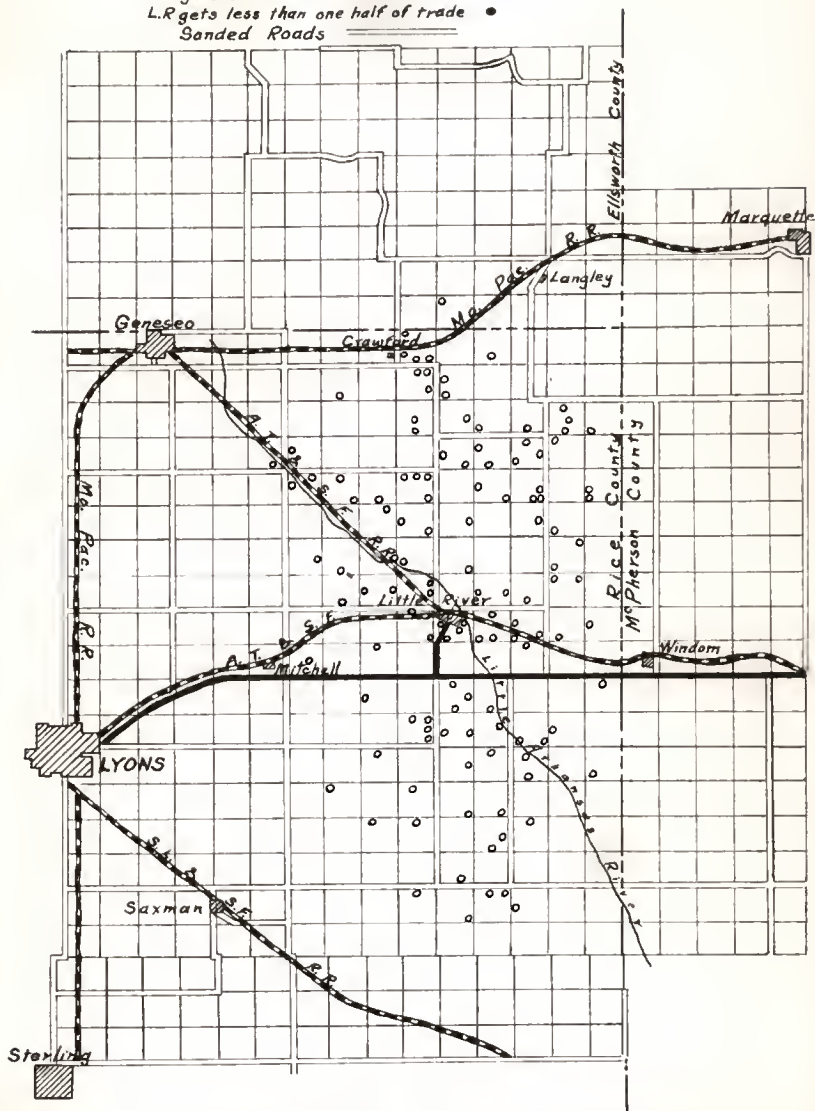 L.R gets less than one half of trade
Sanded Roads
Ellsworth County
Marquette
Mo. Pac. R. R.
Langley
Geneseo
Crawford
A. T. & S. F. R.R.
Rice County
McPherson County
Mo. Pac. R. R.
Little River
A. T. & S. F.
Mitchell
Windom
Little Arkansas River
LYONS
S.L. & S.F. R.R.
Saxman
Sterling